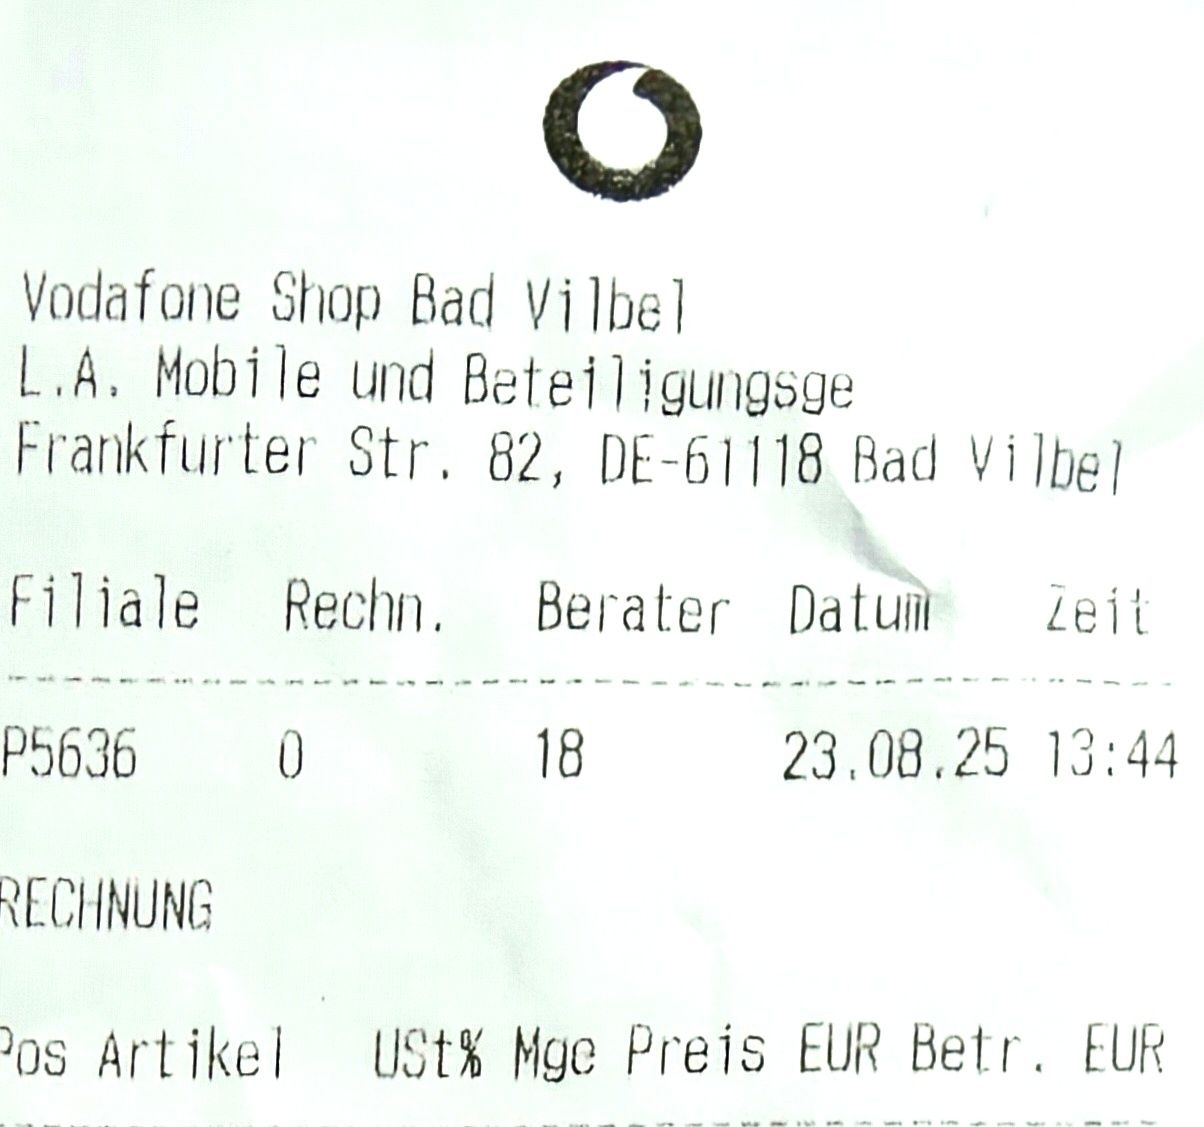 Vodafone Shop Bad Vilbel
L.A. Mobile und Beteiligungsge
Frankfurter Str. 82, DE-61118 Bad Vilbel
Filiale Rechn. Berater Datum Zeit
P5636 0 18 23.08.25 13:44
RECHNUNG
Pos Artikel USt% Mge Preis EUR Betr. EUR